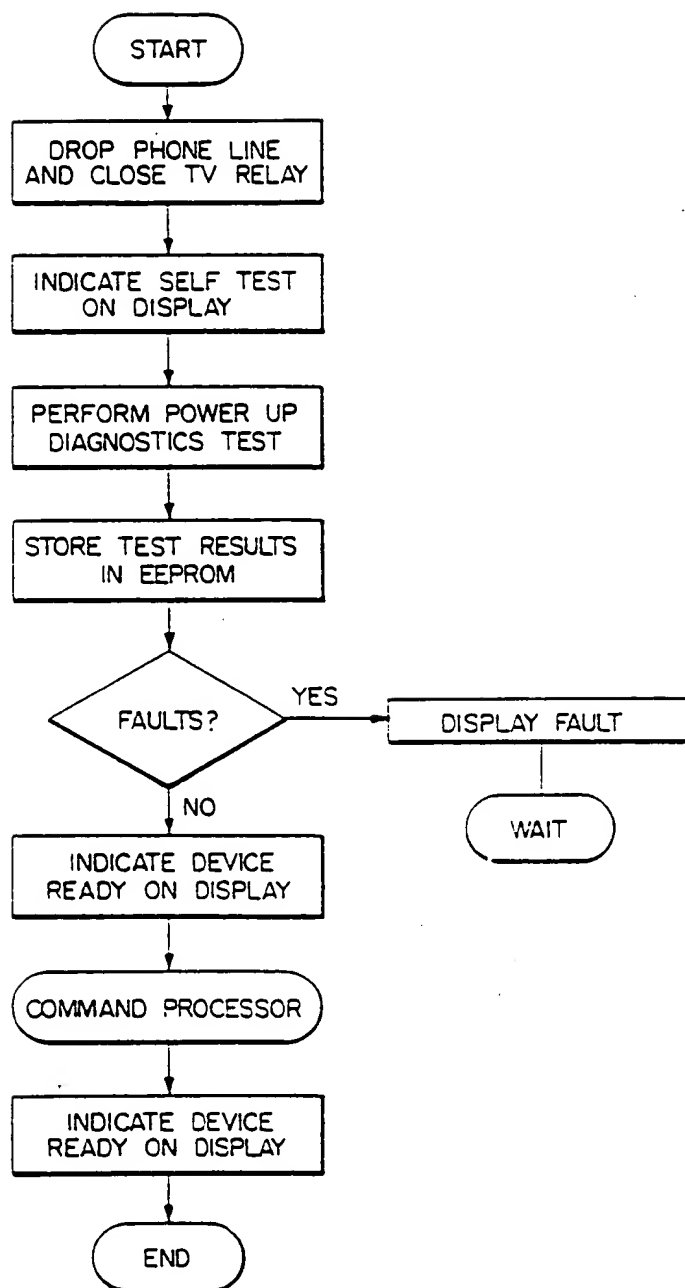 START
DROP PHONE LINE
AND CLOSE TV RELAY
INDICATE SELF TEST
ON DISPLAY
PERFORM POWER UP
DIAGNOSTICS TEST
STORE TEST RESULTS
IN EEPROM
FAULTS?
YES
DISPLAY FAULT
WAIT
NO
INDICATE DEVICE
READY ON DISPLAY
COMMAND PROCESSOR
INDICATE DEVICE
READY ON DISPLAY
END